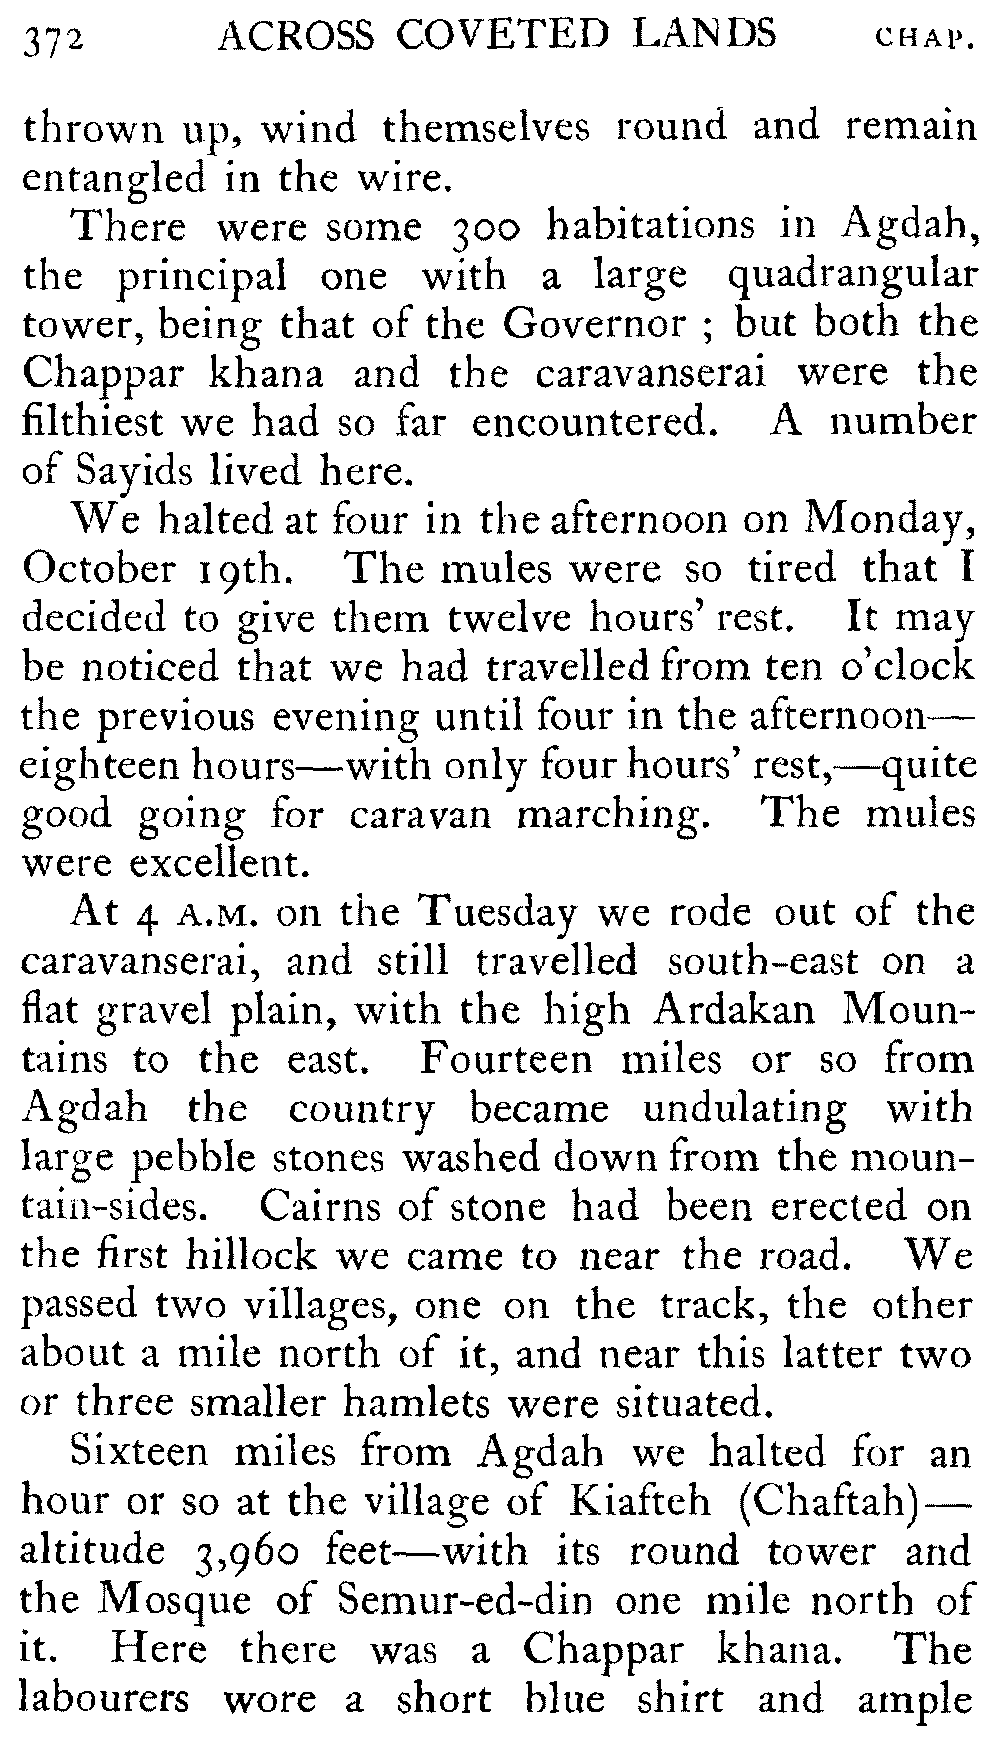 372 ACROSS COVETED LANDS CHAP.
thrown up, wind themselves round and remain
entangled in the wire.
There were some 300 habitations in Agdah,
the principal one with a large quadrangular
tower, being that of the Governor ; but both the
Chappar khana and the caravanserai were the
filthiest we had so far encountered. A number
of Sayids lived here.
We halted at four in the afternoon on Monday,
October 19th. The mules were so tired that I
decided to give them twelve hours' rest. It may
be noticed that we had travelled from ten o'clock
the previous evening until four in the afternoon—
eighteen hours—with only four hours' rest,—quite
good going for caravan marching. The mules
were excellent.
At 4 A.M. on the Tuesday we rode out of the
caravanserai, and still travelled south-east on a
flat gravel plain, with the high Ardakan Moun-
tains to the east. Fourteen miles or so from
Agdah the country became undulating with
large pebble stones washed down from the moun-
tain-sides. Cairns of stone had been erected on
the first hillock we came to near the road. We
passed two villages, one on the track, the other
about a mile north of it, and near this latter two
or three smaller hamlets were situated.
Sixteen miles from Agdah we halted for an
hour or so at the village of Kiafteh (Chaftah)—
altitude 3,960 feet—with its round tower and
the Mosque of Semur-ed-din one mile north of
it. Here there was a Chappar khana. The
labourers wore a short blue shirt and ample